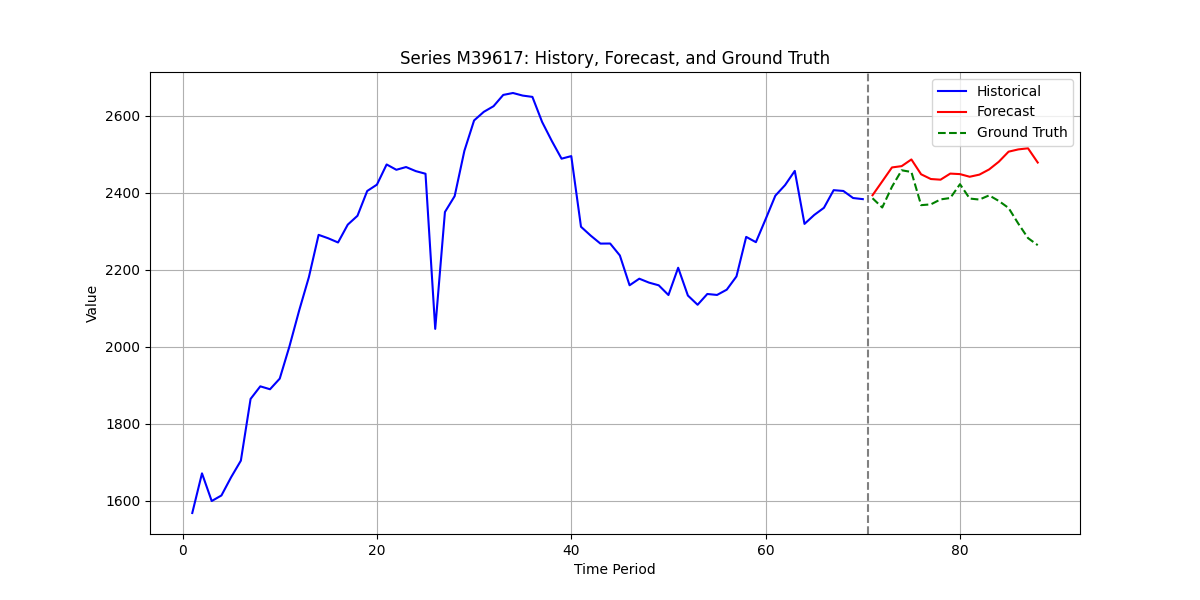 Series M39617: History, Forecast, and Ground Truth
Historical
Forecast
Ground Truth
Value
2600
2400
2200
2000
1800
1600
0 20 40 60 80
Time Period